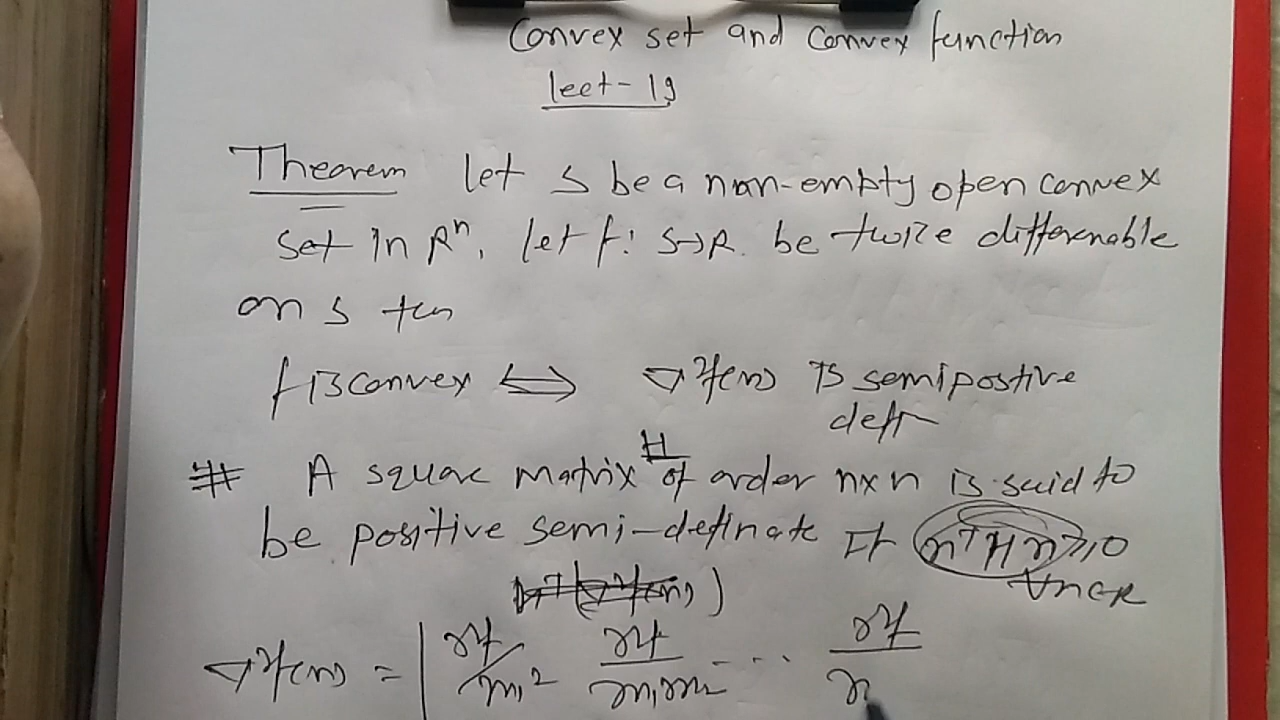 Convex set and convex function
lect-19
Theorem let S be a non-empty open convex
set in Rⁿ, let f: S→R be twice differenable
on S then
f is convex ⟺ ∇²f(x) is semipostive
defn
# A square matrix H of order n×n is said to
be positive semi-definate If xᵀHx ≥ 0
∀x∈R
∇²f(x) = | ∂²f/∂x₁² ∂²f/∂x₁∂x₂ - ... ∂²f/∂